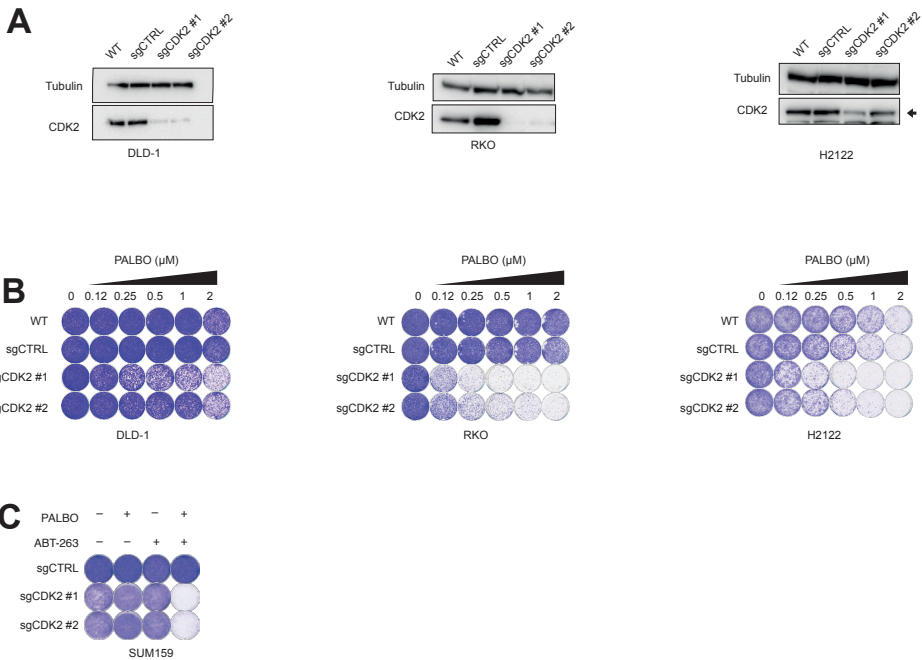 A
WT sgCTRL sgCDK2 #1 sgCDK2 #2
Tubulin
CDK2
DLD-1
WT sgCTRL sgCDK2 #1 sgCDK2 #2
Tubulin
CDK2
RKO
WT sgCTRL sgCDK2 #1 sgCDK2 #2
Tubulin
CDK2
H2122
B
PALBO (µM)
0 0.12 0.25 0.5 1 2
WT
sgCTRL
gCDK2 #1
gCDK2 #2
DLD-1
PALBO (µM)
0 0.12 0.25 0.5 1 2
WT
sgCTRL
sgCDK2 #1
sgCDK2 #2
RKO
PALBO (µM)
0 0.12 0.25 0.5 1 2
WT
sgCTRL
sgCDK2 #1
sgCDK2 #2
H2122
C
PALBO – + – +
ABT-263 – – + +
sgCTRL
sgCDK2 #1
sgCDK2 #2
SUM159